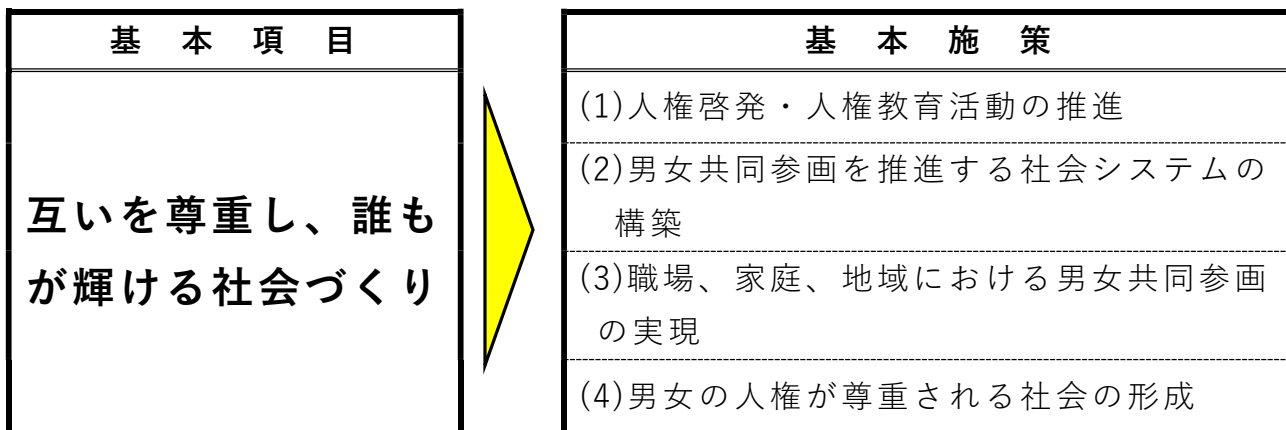 基本項目
互いを尊重し、誰も
が輝ける社会づくり
基本施策
(1)人権啓発・人権教育活動の推進
(2)男女共同参画を推進する社会システムの
構築
(3)職場、家庭、地域における男女共同参画
の実現
(4)男女の人権が尊重される社会の形成